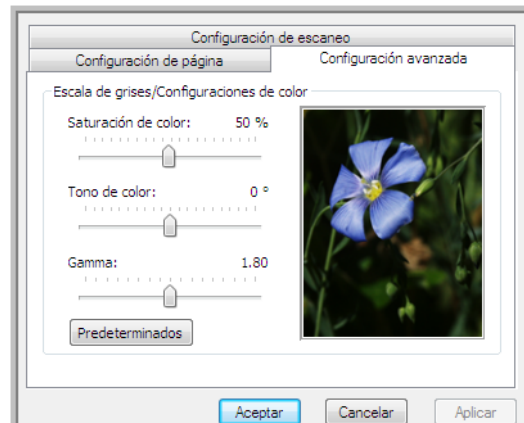 Configuración de escaneo
Configuración de página
Configuración avanzada
Escala de grises/Configuraciones de color
Saturación de color: 50 %
Tono de color: 0 °
Gamma: 1.80
Predeterminados
Aceptar
Cancelar
Aplicar